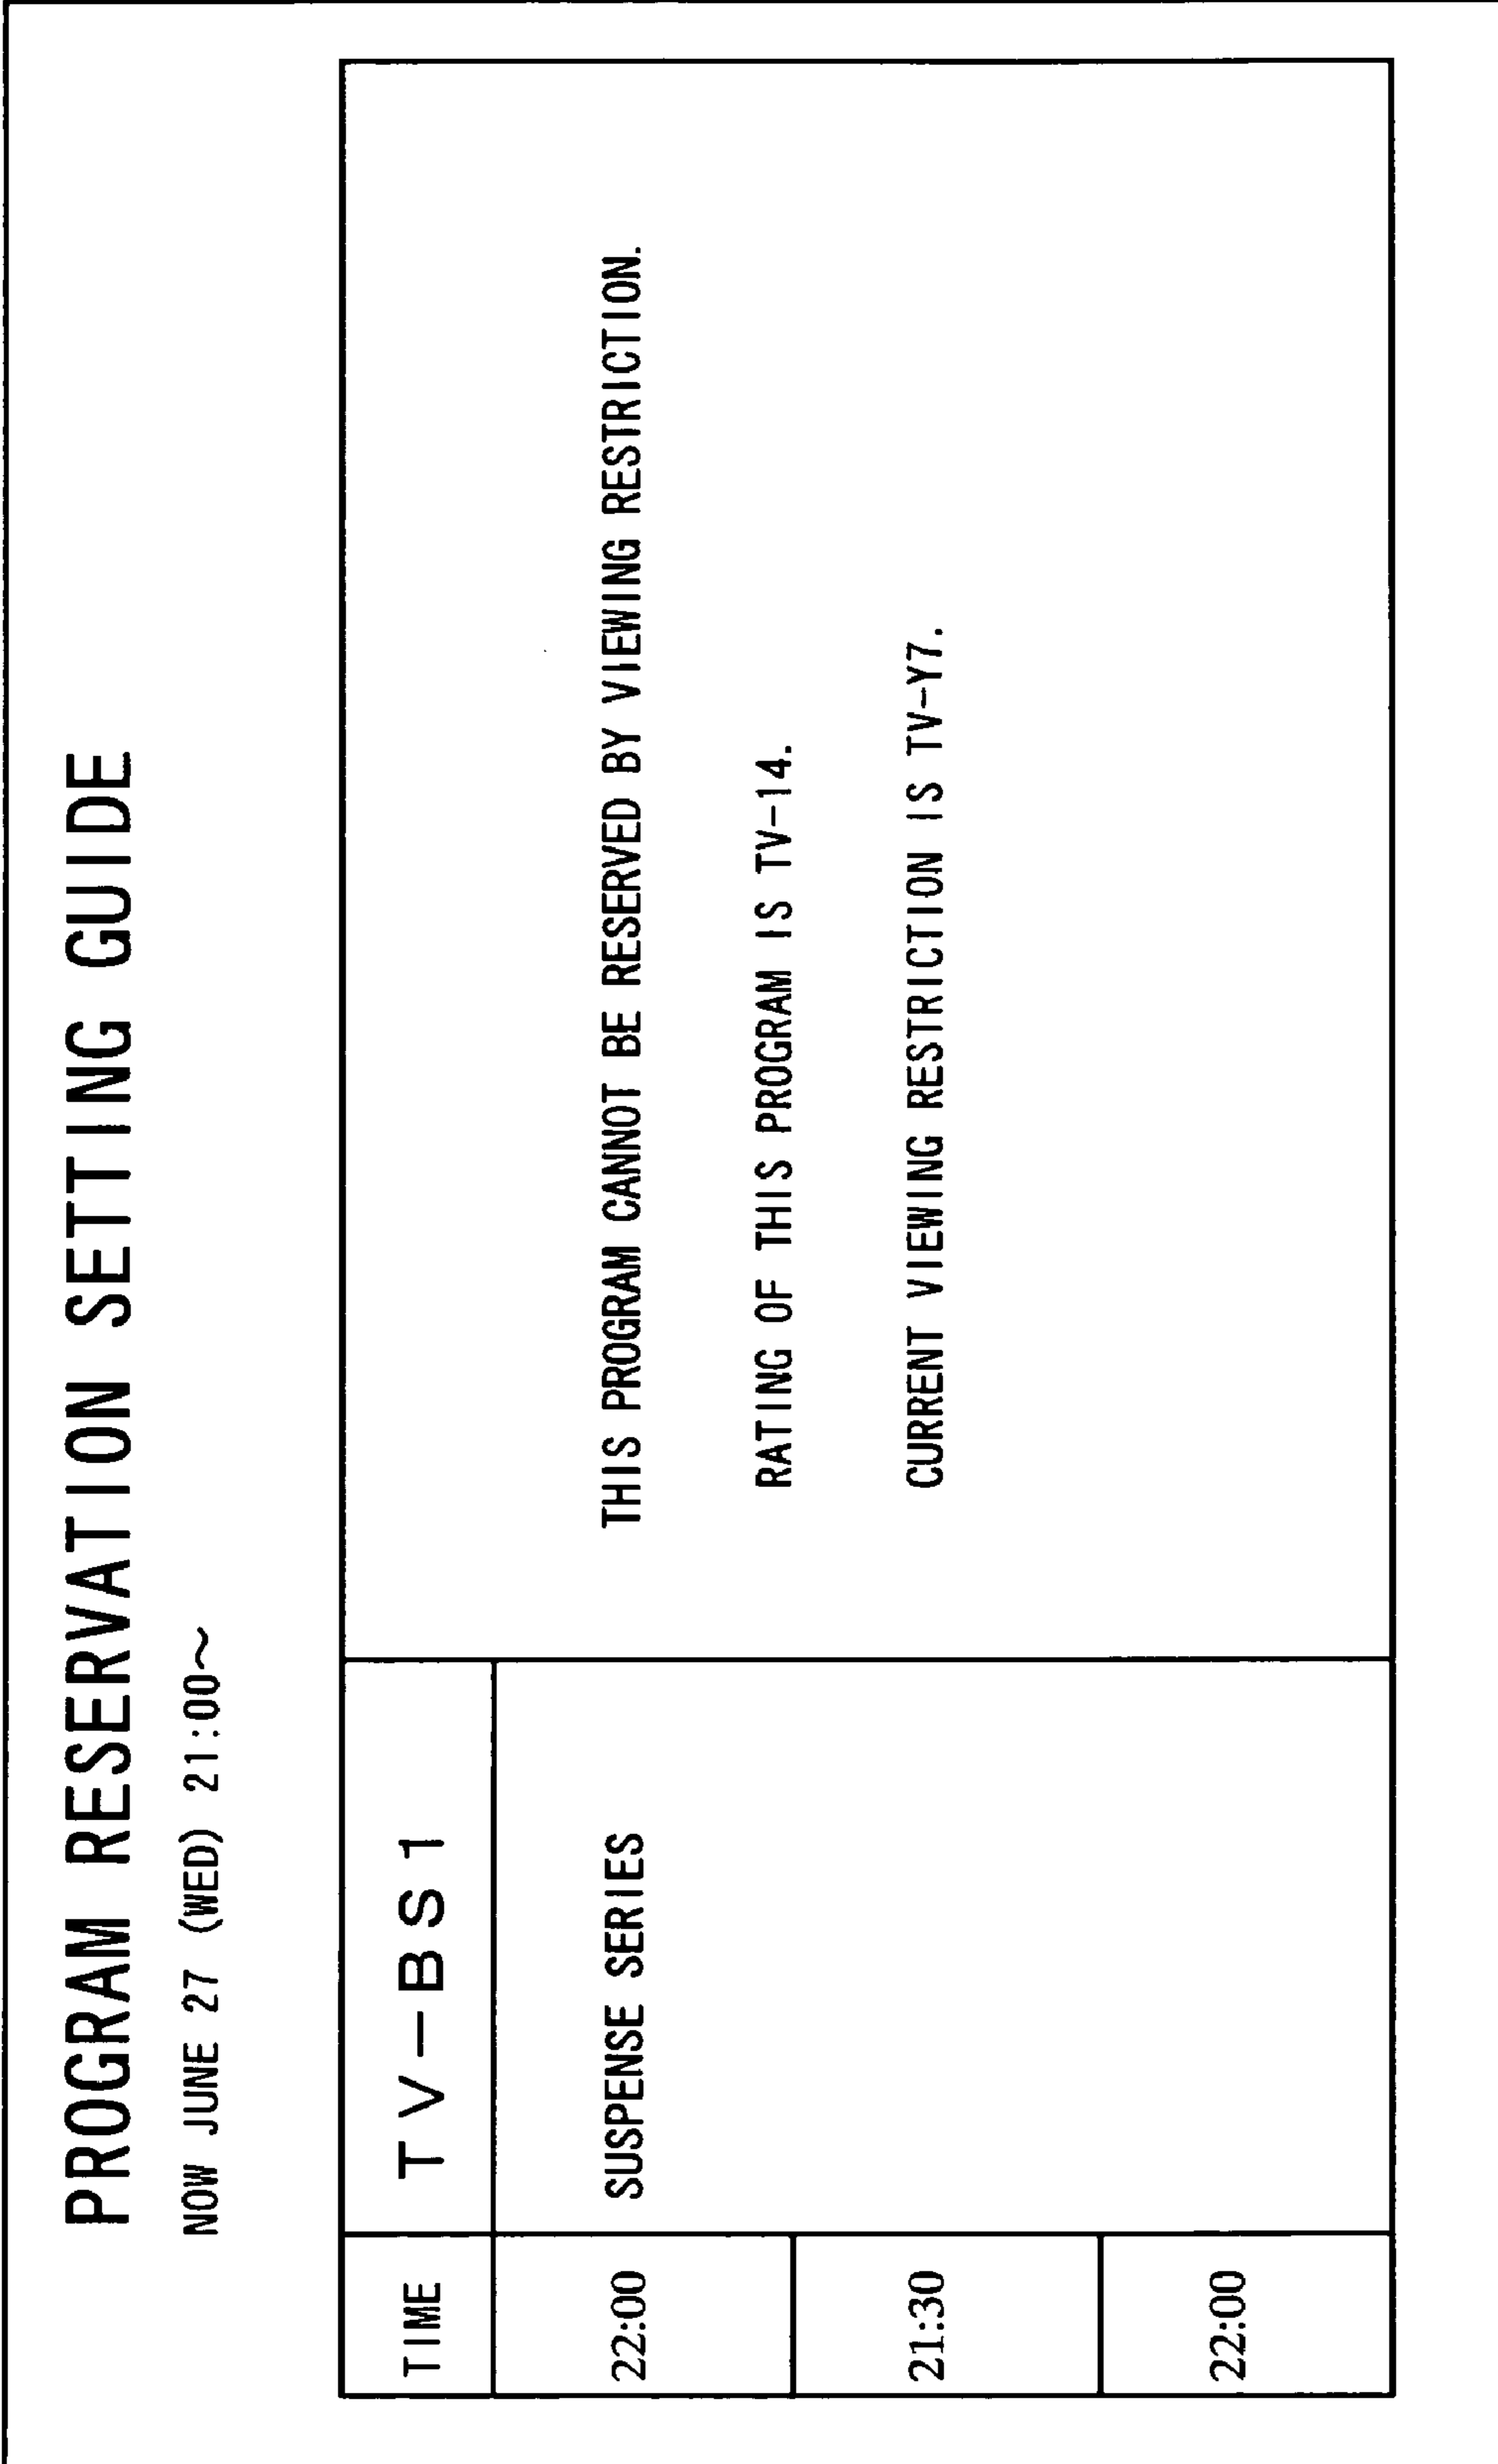 PROGRAM RESERVATION SETTING GUIDE
NOW JUNE 27 (WED) 21:00~
TIME
TV-BS1
22:00
SUSPENSE SERIES
21:30
22:00
THIS PROGRAM CANNOT BE RESERVED BY VIEWING RESTRICTION.
RATING OF THIS PROGRAM IS TV-14.
CURRENT VIEWING RESTRICTION IS TV-Y7.